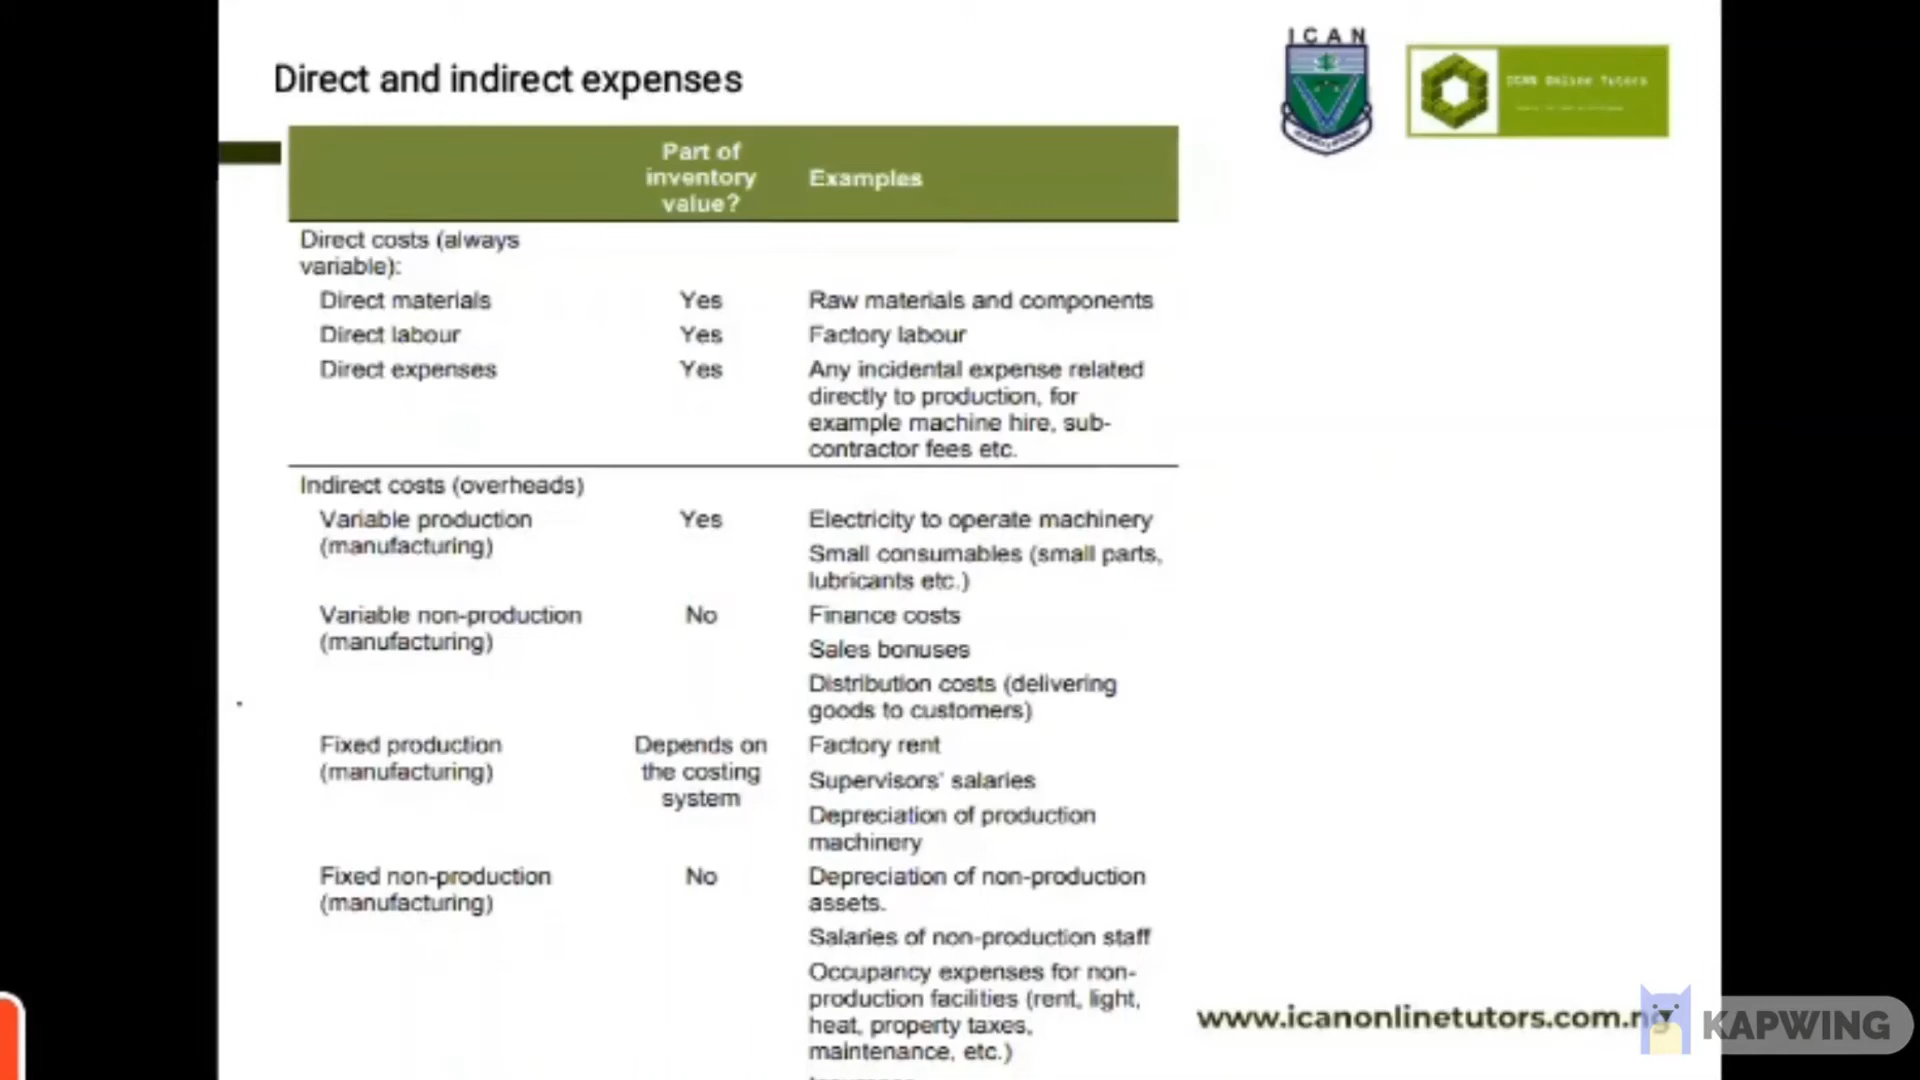 Direct and indirect expenses
ICAN
ICAN Online Tutors
Part of
inventory
value?
Examples
Direct costs (always
variable):
Direct materials Yes Raw materials and components
Direct labour Yes Factory labour
Direct expenses Yes Any incidental expense related
directly to production, for
example machine hire, sub-
contractor fees etc.
Indirect costs (overheads)
Variable production Yes Electricity to operate machinery
(manufacturing)
Small consumables (small parts,
lubricants etc.)
Variable non-production No Finance costs
(manufacturing)
Sales bonuses
Distribution costs (delivering
goods to customers)
Fixed production Depends on Factory rent
(manufacturing) the costing
system
Supervisors' salaries
Depreciation of production
machinery
Fixed non-production No Depreciation of non-production
(manufacturing) assets.
Salaries of non-production staff
Occupancy expenses for non-
production facilities (rent, light,
heat, property taxes,
maintenance, etc.)
www.icanonlinetutors.com.ng
KAPWING